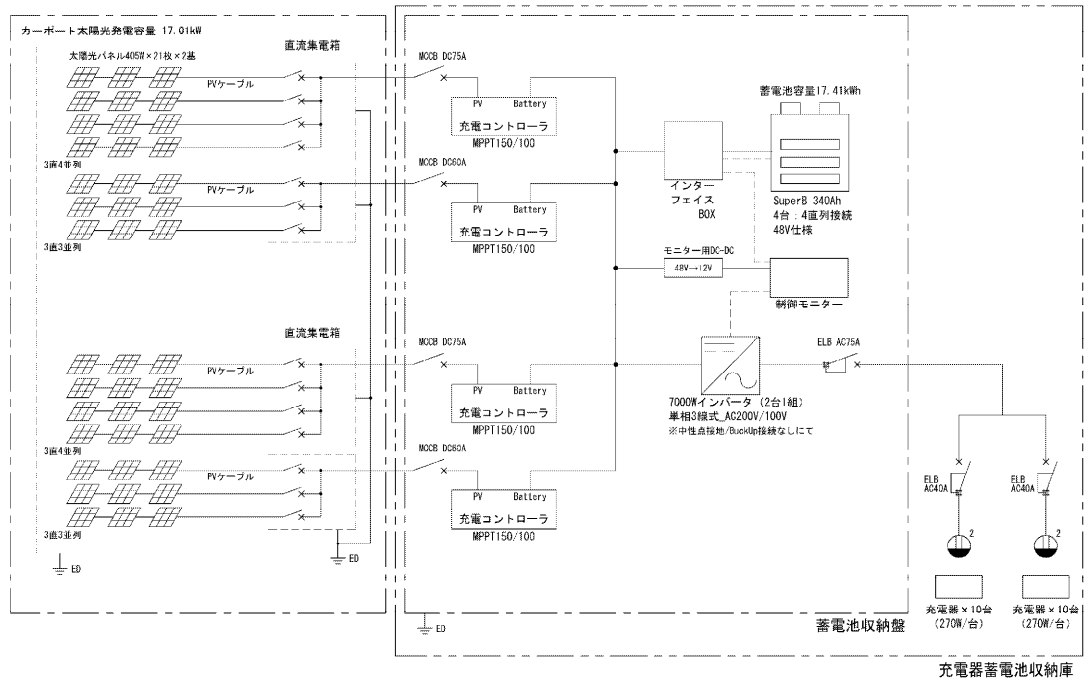 カーポート太陽光発電容量 17.01kW
太陽光パネル405W×21枚×2基
直流集電箱
PVケーブル
3直4並列
PVケーブル
3直3並列
直流集電箱
PVケーブル
3直4並列
PVケーブル
3直3並列
ED
ED
MCCB DC75A
PV Battery
充電コントローラ
MPPT150/100
MCCB DC60A
PV Battery
充電コントローラ
MPPT150/100
MCCB DC75A
PV Battery
充電コントローラ
MPPT150/100
MCCB DC60A
PV Battery
充電コントローラ
MPPT150/100
インター
フェイス
BOX
蓄電池容量17.41kWh
SuperB 340Ah
4台:4直列接続
48V仕様
モニター用DC-DC
48V→12V
制御モニター
7000Wインバータ (2台1組)
単相3線式_AC200V/100V
※中性点接地/BuckUp接続なしにて
ELB AC75A
ELB
AC40A
2
充電器×10台
(270W/台)
ELB
AC40A
2
充電器×10台
(270W/台)
ED
蓄電池収納盤
充電器蓄電池収納庫